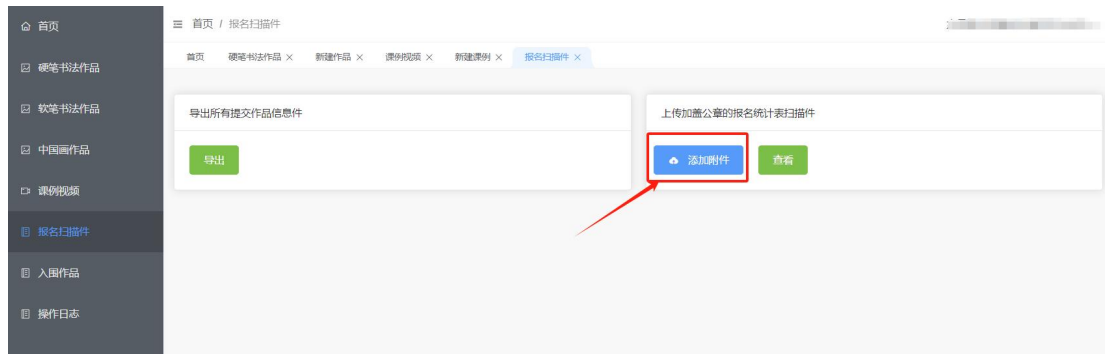 首页
硬笔书法作品
软笔书法作品
中国画作品
课例视频
报名扫描件
入围作品
操作日志
首页 / 报名扫描件
首页 硬笔书法作品 × 新建作品 × 课例视频 × 新建课例 × 报名扫描件 ×
导出所有提交作品信息件
导出
上传加盖公章的报名统计表扫描件
添加附件 查看